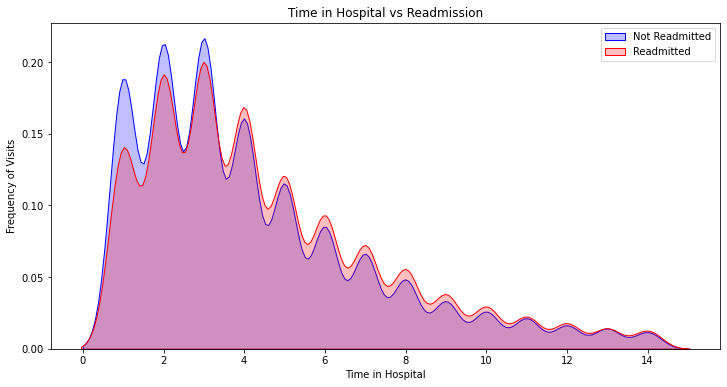 Time in Hospital vs Readmission
Not Readmitted
Readmitted
Frequency of Visits
0.20
0.15
0.10
0.05
0.00
0 2 4 6 8 10 12 14
Time in Hospital